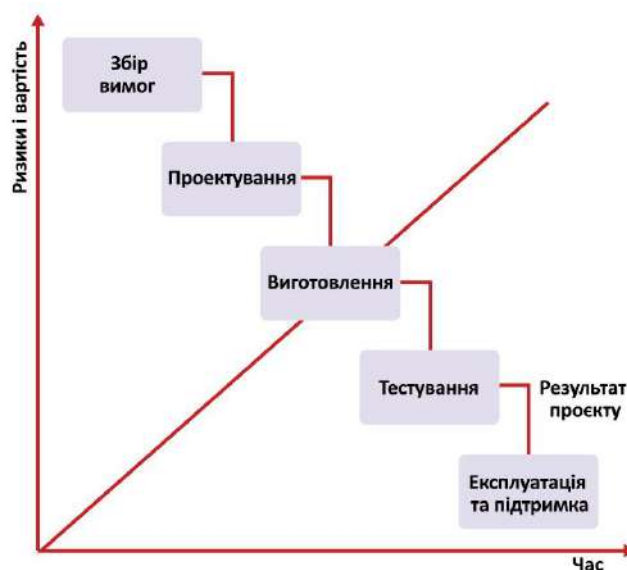 Ризики і вартість
Збір
вимог
Проектування
Виготовлення
Тестування
Результат
проєкту
Експлуатація
та підтримка
Час